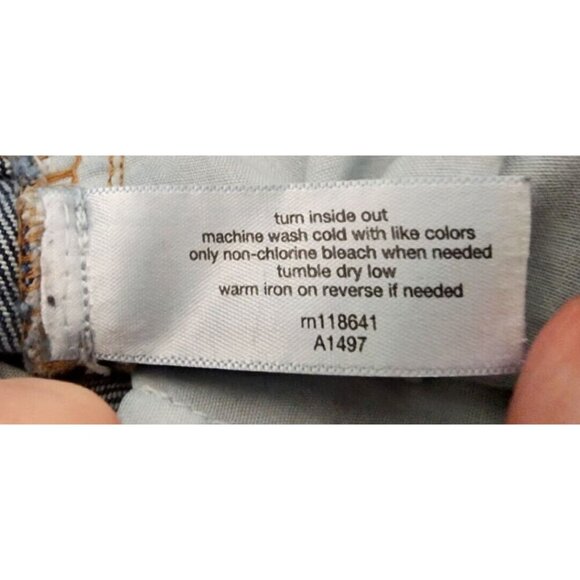 turn inside out
machine wash cold with like colors
only non-chlorine bleach when needed
tumble dry low
warm iron on reverse if needed
rn118641
A1497